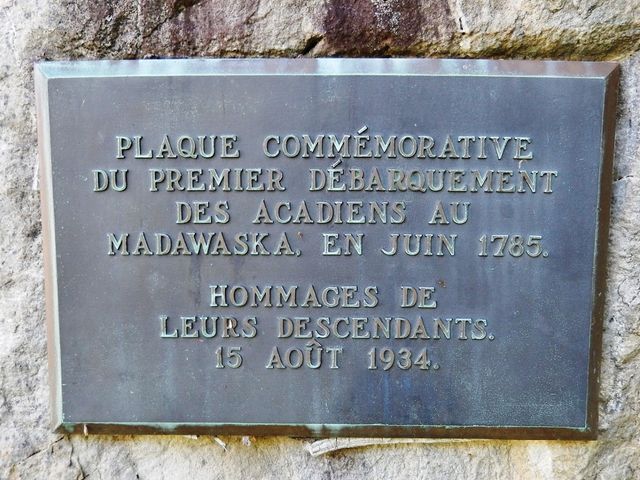 PLAQUE COMMÉMORATIVE
DU PREMIER DÉBARQUEMENT
DES ACADIENS AU
MADAWASKA, EN JUIN 1785.
HOMMAGES DE
LEURS DESCENDANTS.
15 AOÛT 1934.